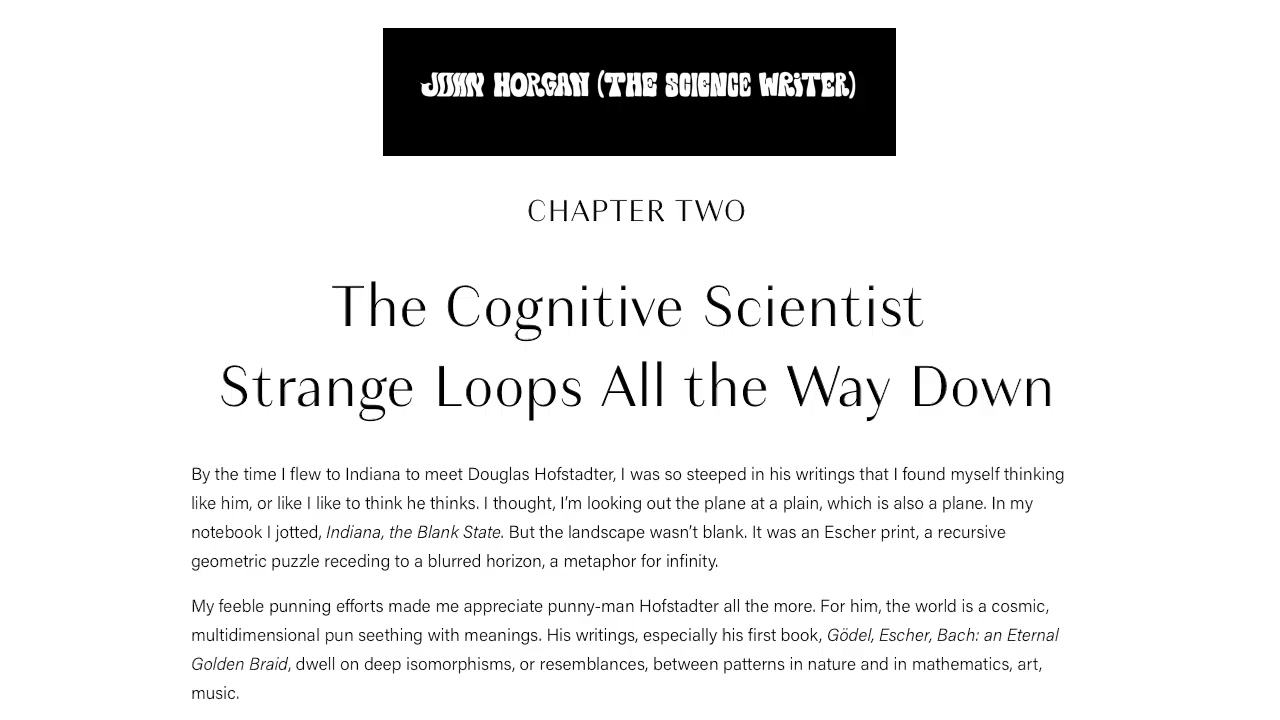 JOHN HORGAN (THE SCIENCE WRITER)
CHAPTER TWO
The Cognitive Scientist
Strange Loops All the Way Down
By the time I flew to Indiana to meet Douglas Hofstadter, I was so steeped in his writings that I found myself thinking
like him, or like I like to think he thinks. I thought, I’m looking out the plane at a plain, which is also a plane. In my
notebook I jotted, Indiana, the Blank State. But the landscape wasn’t blank. It was an Escher print, a recursive
geometric puzzle receding to a blurred horizon, a metaphor for infinity.
My feeble punning efforts made me appreciate punny-man Hofstadter all the more. For him, the world is a cosmic,
multidimensional pun seething with meanings. His writings, especially his first book, Gödel, Escher, Bach: an Eternal
Golden Braid, dwell on deep isomorphisms, or resemblances, between patterns in nature and in mathematics, art,
music.